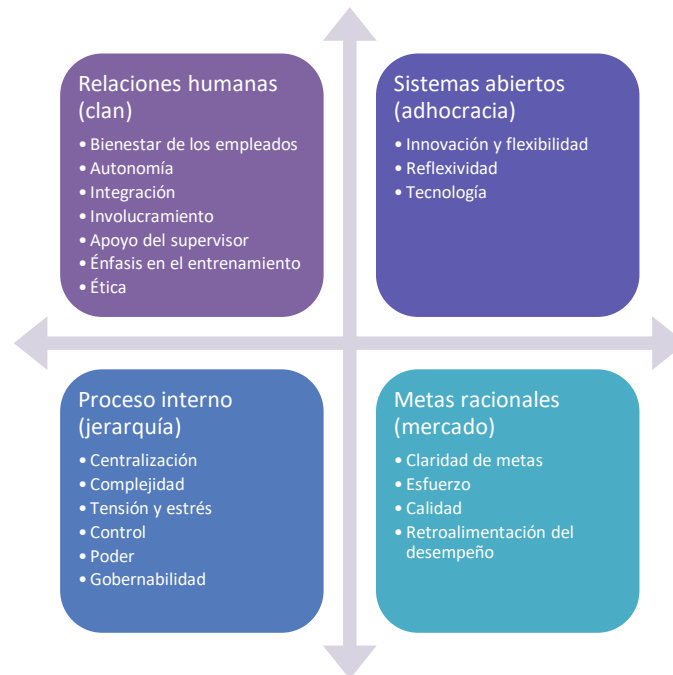 Relaciones humanas
(clan)
• Bienestar de los empleados
• Autonomía
• Integración
• Involucramiento
• Apoyo del supervisor
• Énfasis en el entrenamiento
• Ética
Sistemas abiertos
(adhocracia)
• Innovación y flexibilidad
• Reflexividad
• Tecnología
Proceso interno
(jerarquía)
• Centralización
• Complejidad
• Tensión y estrés
• Control
• Poder
• Gobernabilidad
Metas racionales
(mercado)
• Claridad de metas
• Esfuerzo
• Calidad
• Retroalimentación del
desempeño